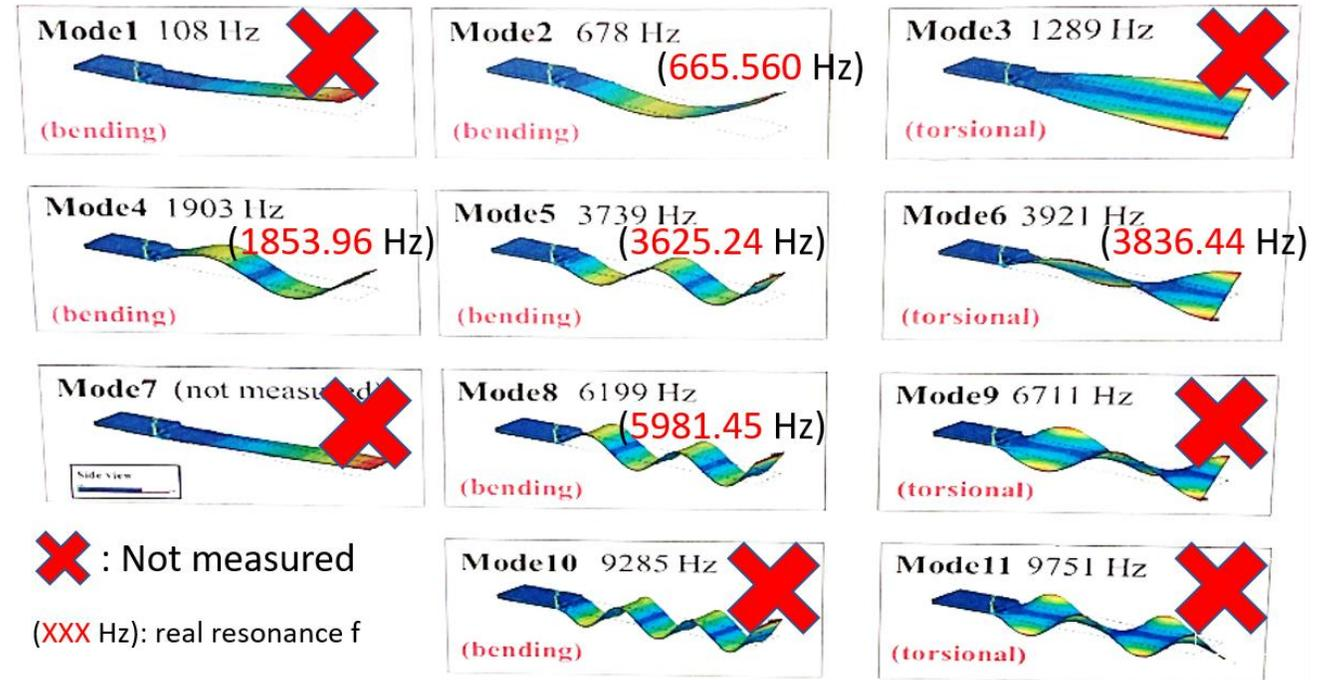 Mode1 108 Hz
(bending)
Mode2 678 Hz
(665.560 Hz)
(bending)
Mode3 1289 Hz
(torsional)
Mode4 1903 Hz
(1853.96 Hz)
(bending)
Mode5 3739 Hz
(3625.24 Hz)
(bending)
Mode6 3921 Hz
(3836.44 Hz)
(torsional)
Mode7 (not measured)
Side view
Mode8 6199 Hz
(5981.45 Hz)
(bending)
Mode9 6711 Hz
(torsional)
: Not measured
(XXX Hz): real resonance f
Mode10 9285 Hz
(bending)
Mode11 9751 Hz
(torsional)